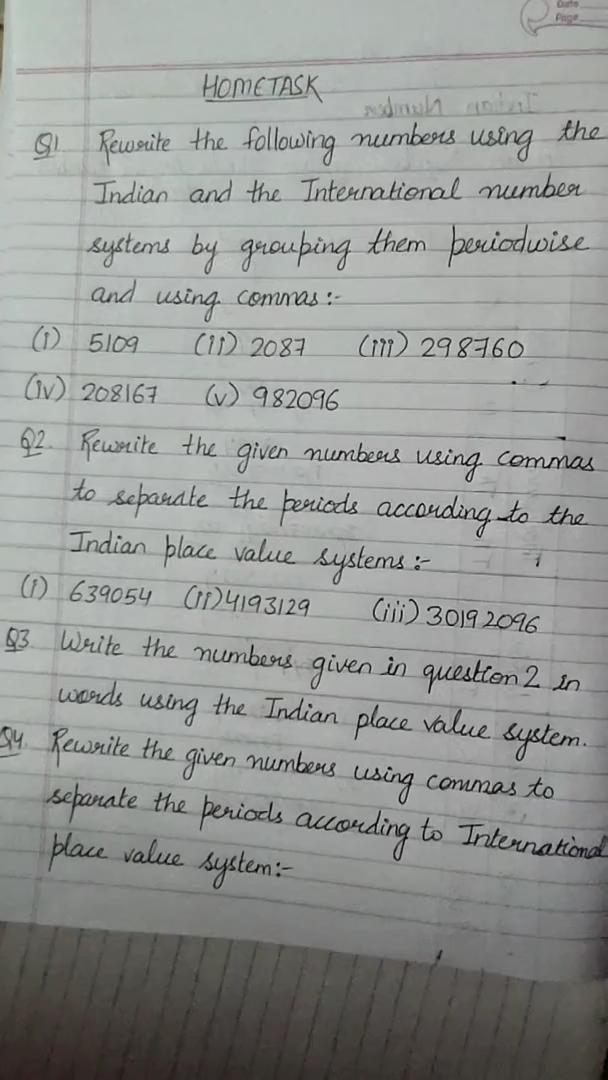 Date
Page
HOMETASK
Q1 Rewrite the following numbers using the
Indian and the International number
systems by grouping them periodwise
and using commas :-
(i) 5109 (ii) 2087 (iii) 298760
(iv) 208167 (v) 982096
Q2 Rewrite the given numbers using commas
to separate the periods according to the
Indian place value systems :-
(i) 639054 (ii) 4193129 (iii) 30192096
Q3 Write the numbers given in question 2 in
words using the Indian place value system.
Q4. Rewrite the given numbers using commas to
separate the periods according to International
place value system:-